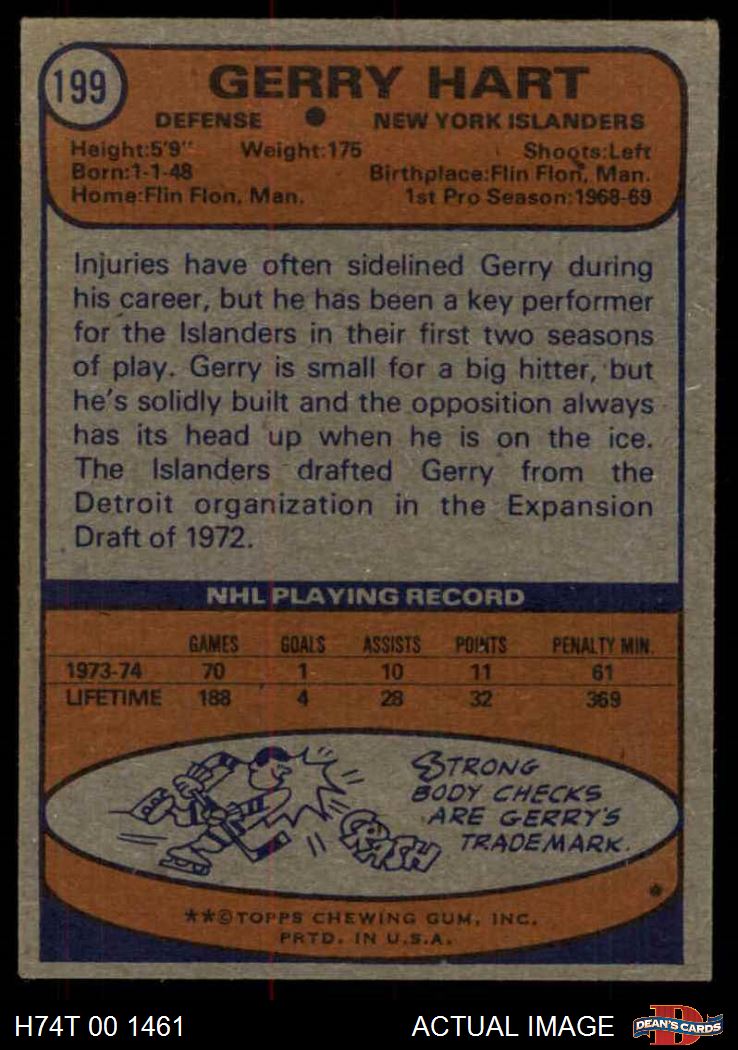 199
GERRY HART
DEFENSE ● NEW YORK ISLANDERS
Height:5'9" Weight:175 Shoots:Left
Born:1-1-48 Birthplace:Flin Flon, Man.
Home:Flin Flon, Man. 1st Pro Season:1968-69
Injuries have often sidelined Gerry during
his career, but he has been a key performer
for the Islanders in their first two seasons
of play. Gerry is small for a big hitter, but
he's solidly built and the opposition always
has its head up when he is on the ice.
The Islanders drafted Gerry from the
Detroit organization in the Expansion
Draft of 1972.
NHL PLAYING RECORD
GAMES GOALS ASSISTS POINTS PENALTY MIN.
1973-74 70 1 10 11 61
LIFETIME 188 4 28 32 369
STRONG
BODY CHECKS
ARE GERRY'S
TRADEMARK.
CRASH
**©TOPPS CHEWING GUM, INC.
PRTD. IN U.S.A.
H74T 00 1461 ACTUAL IMAGE
D
DEAN'S CARDS